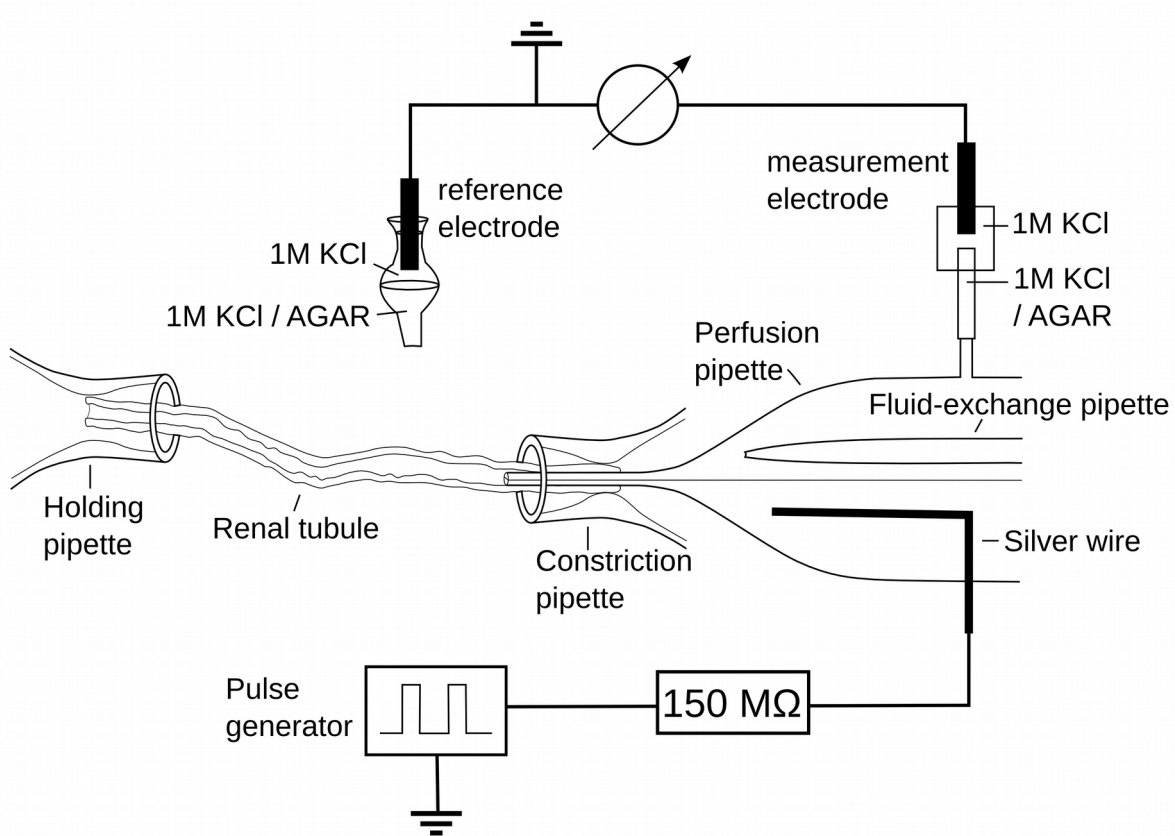 reference
electrode
measurement
electrode
1M KCl
1M KCl
1M KCl
/ AGAR
1M KCl / AGAR
Perfusion
pipette
Fluid-exchange pipette
Holding
pipette
Renal tubule
Constriction
pipette
Silver wire
Pulse
generator
150 MΩ